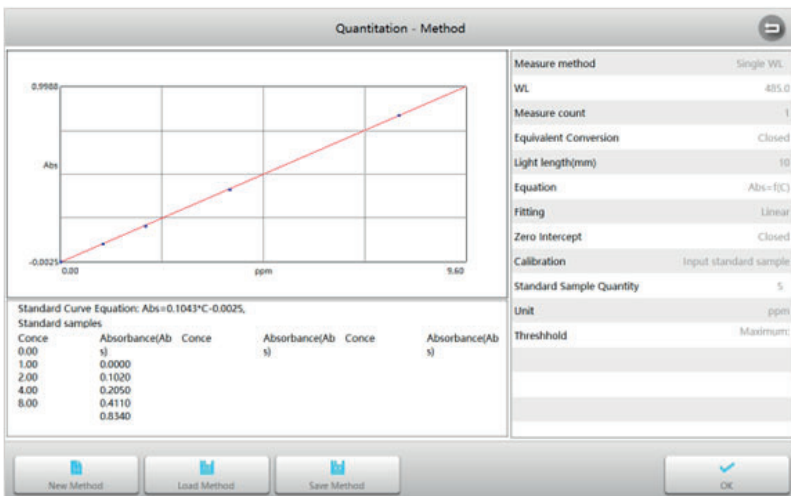 Quantitation - Method
0.9988
Abs
-0.0025
0.00
ppm
9.60
Standard Curve Equation: Abs=0.1043*C-0.0025,
Standard samples
Conce Absorbance(Ab Conce Absorbance(Ab Conce Absorbance(Ab
0.00 s) s) s)
1.00 0.0000
2.00 0.1020
4.00 0.2050
8.00 0.4110
0.8340
Measure method Single WL
WL 485.0
Measure count 1
Equivalent Conversion Closed
Light length(mm) 10
Equation Abs=f(C)
Fitting Linear
Zero Intercept Closed
Calibration Input standard sample
Standard Sample Quantity 5
Unit ppm
Threshhold Maximum:
New Method
Load Method
Save Method
OK